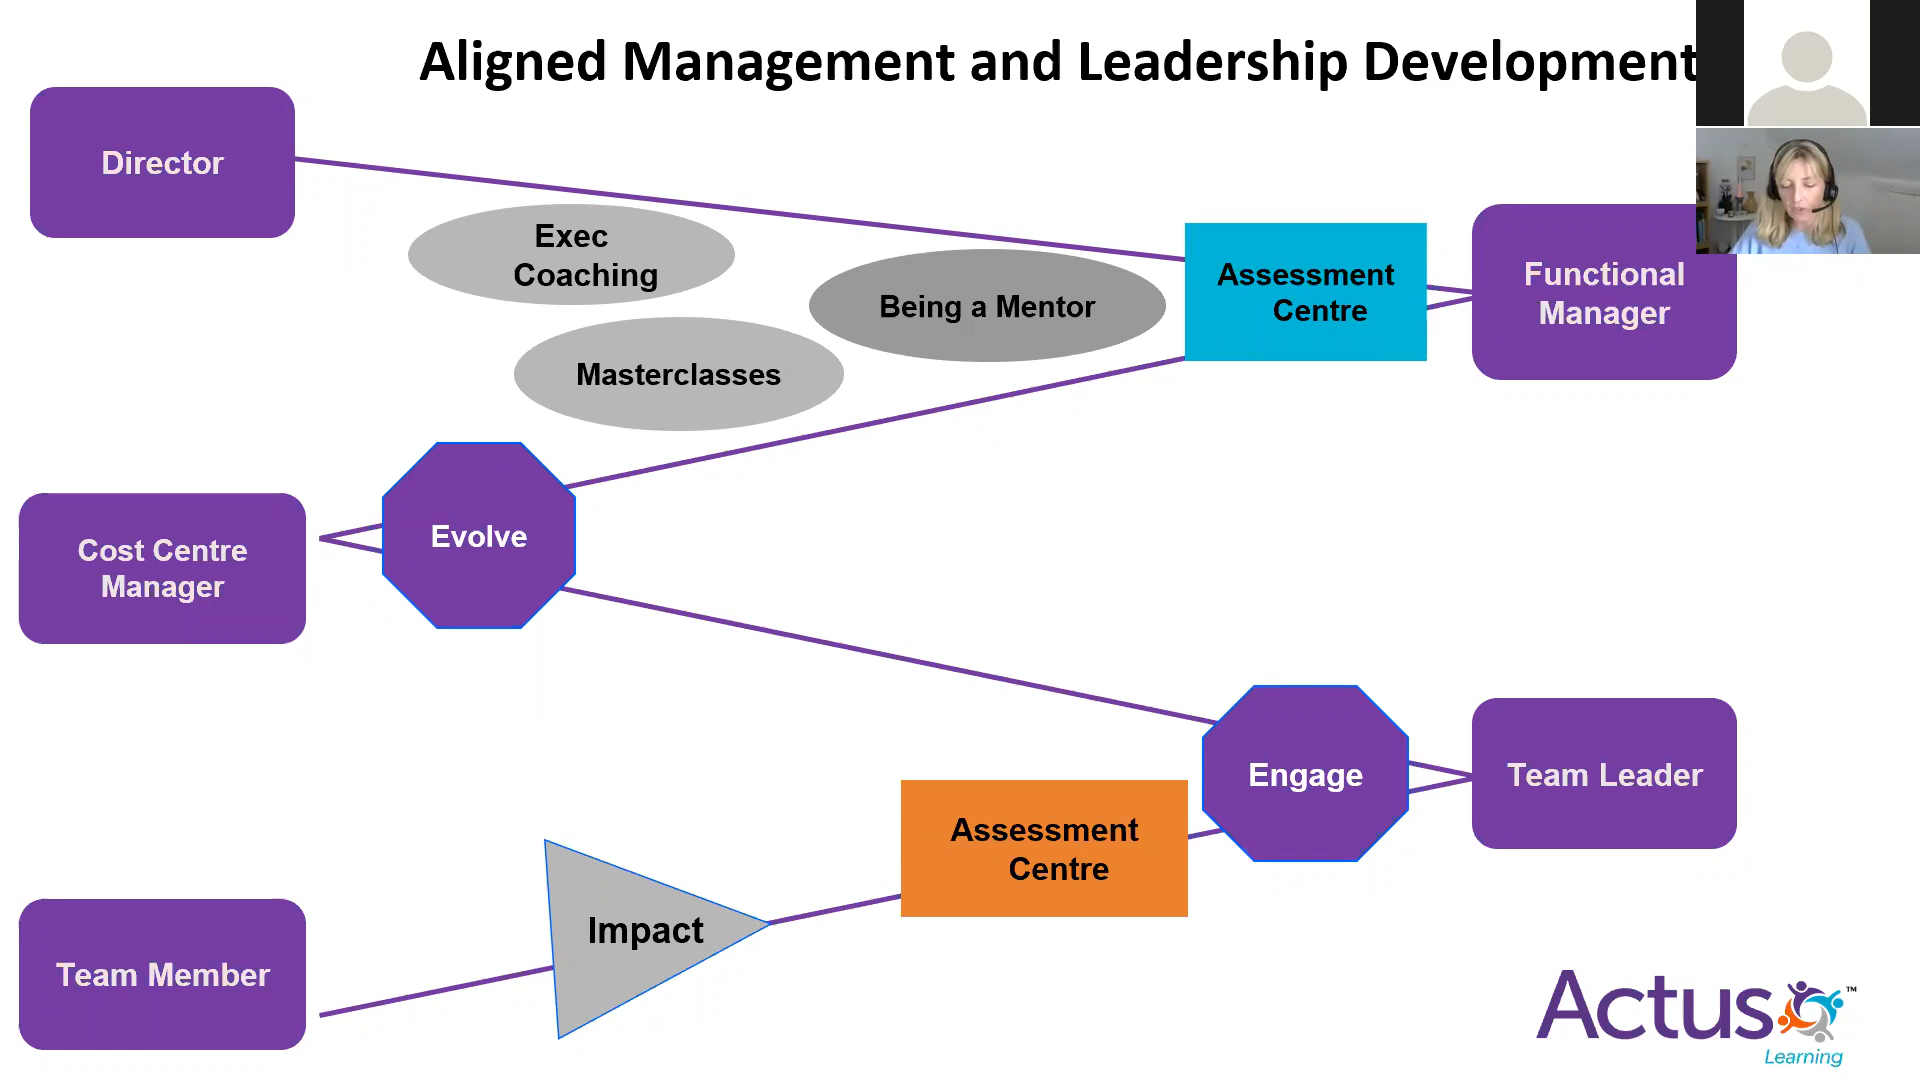 Aligned Management and Leadership Development
Director
Exec
Coaching
Being a Mentor
Assessment
Centre
Functional
Manager
Masterclasses
Evolve
Cost Centre
Manager
Engage
Team Leader
Assessment
Centre
Impact
Team Member
Actus™
Learning